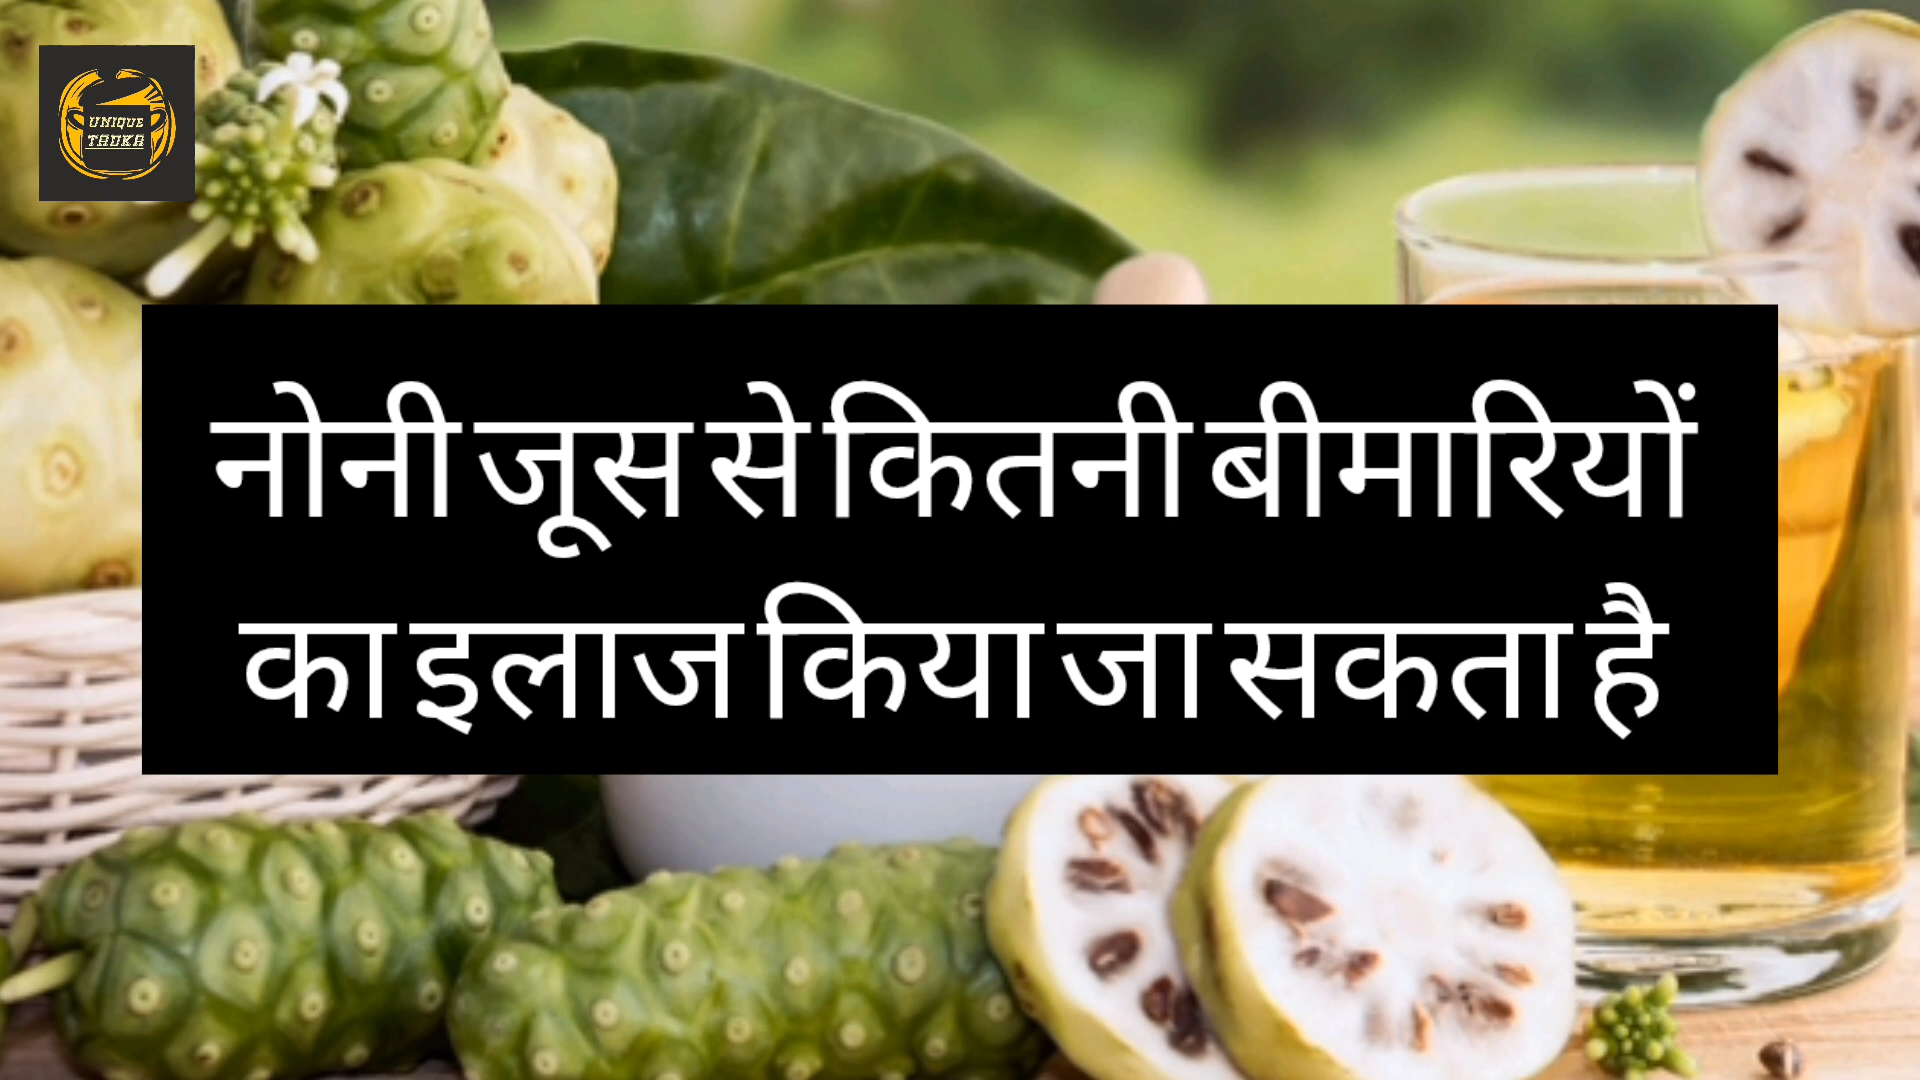 UNIQUE
TADKA
नोनी जूस से कितनी बीमारियों
का इलाज किया जा सकता है